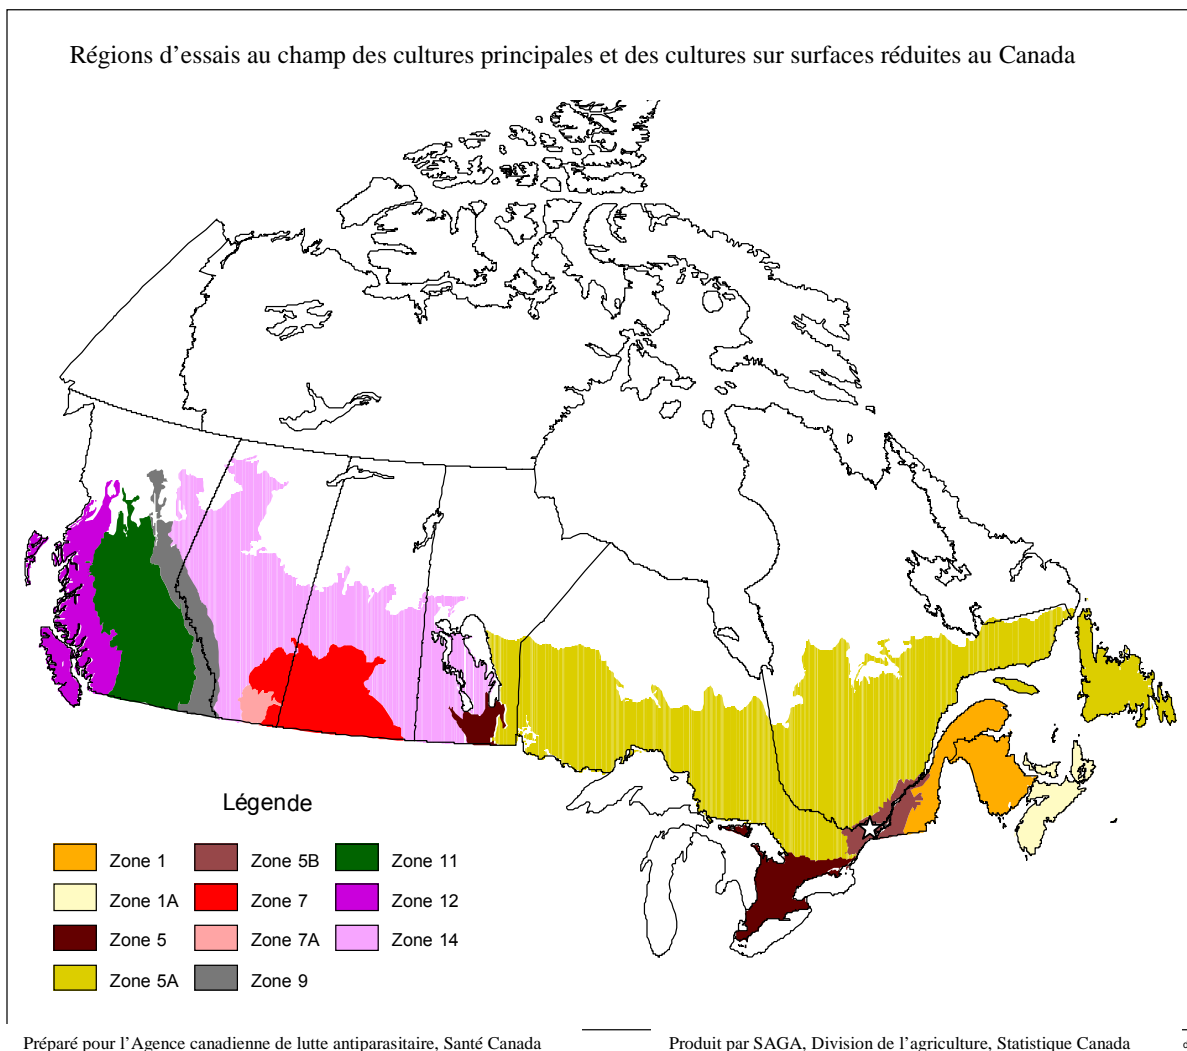 Régions d'essais au champ des cultures principales et des cultures sur surfaces réduites au Canada
Légende
Zone 1
Zone 1A
Zone 5
Zone 5A
Zone 5B
Zone 7
Zone 7A
Zone 9
Zone 11
Zone 12
Zone 14
Préparé pour l'Agence canadienne de lutte antiparasitaire, Santé Canada
Produit par SAGA, Division de l'agriculture, Statistique Canada